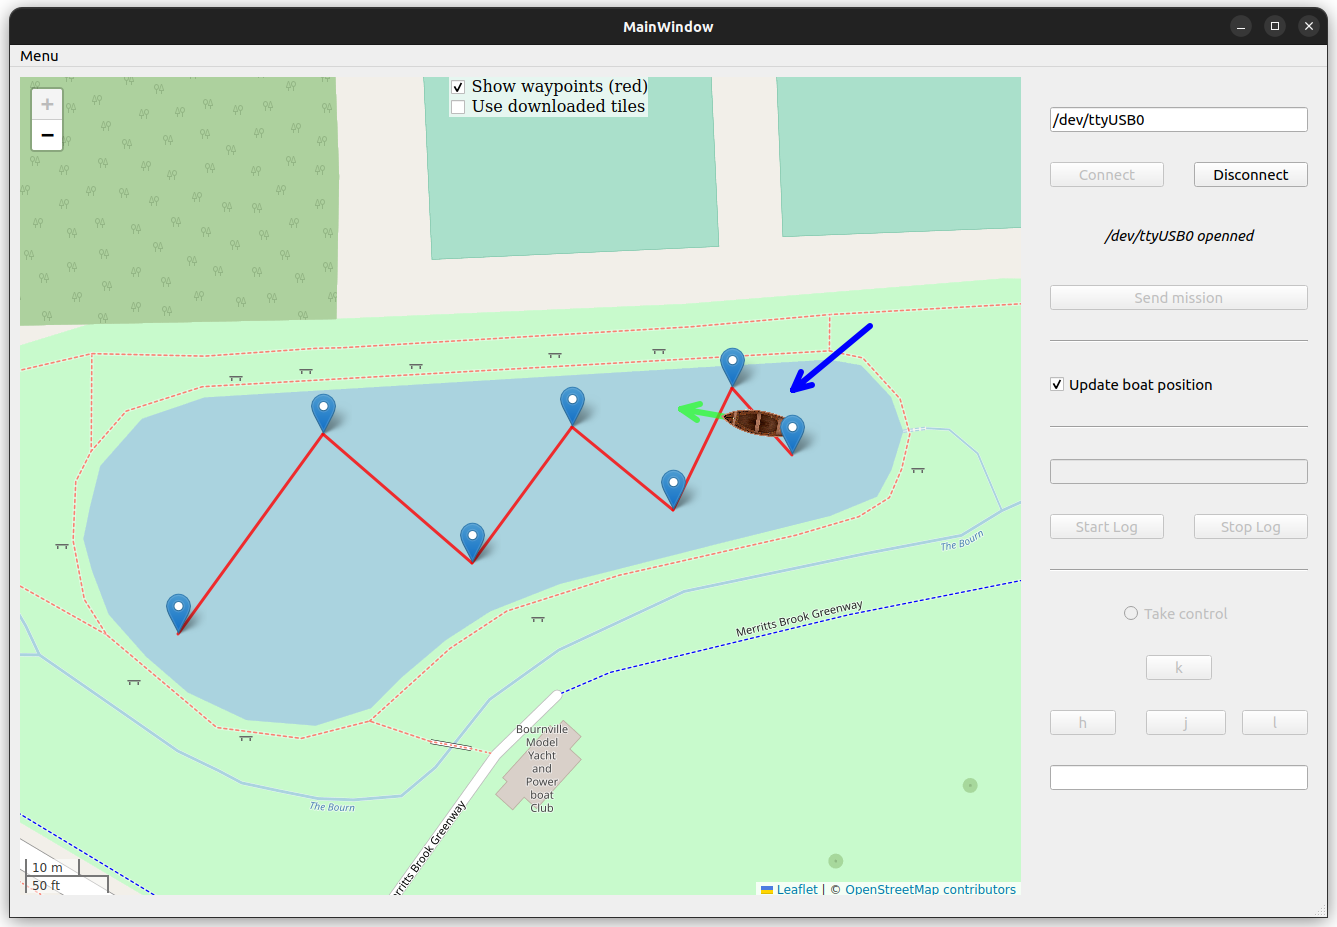 MainWindow
Menu
+
−
Show waypoints (red)
Use downloaded tiles
/dev/ttyUSB0
Connect
Disconnect
/dev/ttyUSB0 openned
Send mission
Update boat position
Start Log
Stop Log
Take control
k
h
j
l
The Bourn
Merritts Brook Greenway
Bournville
Model
Yacht
and
Power
boat
Club
The Bourn
rritts Brook Greenway
10 m
50 ft
Leaflet | © OpenStreetMap contributors